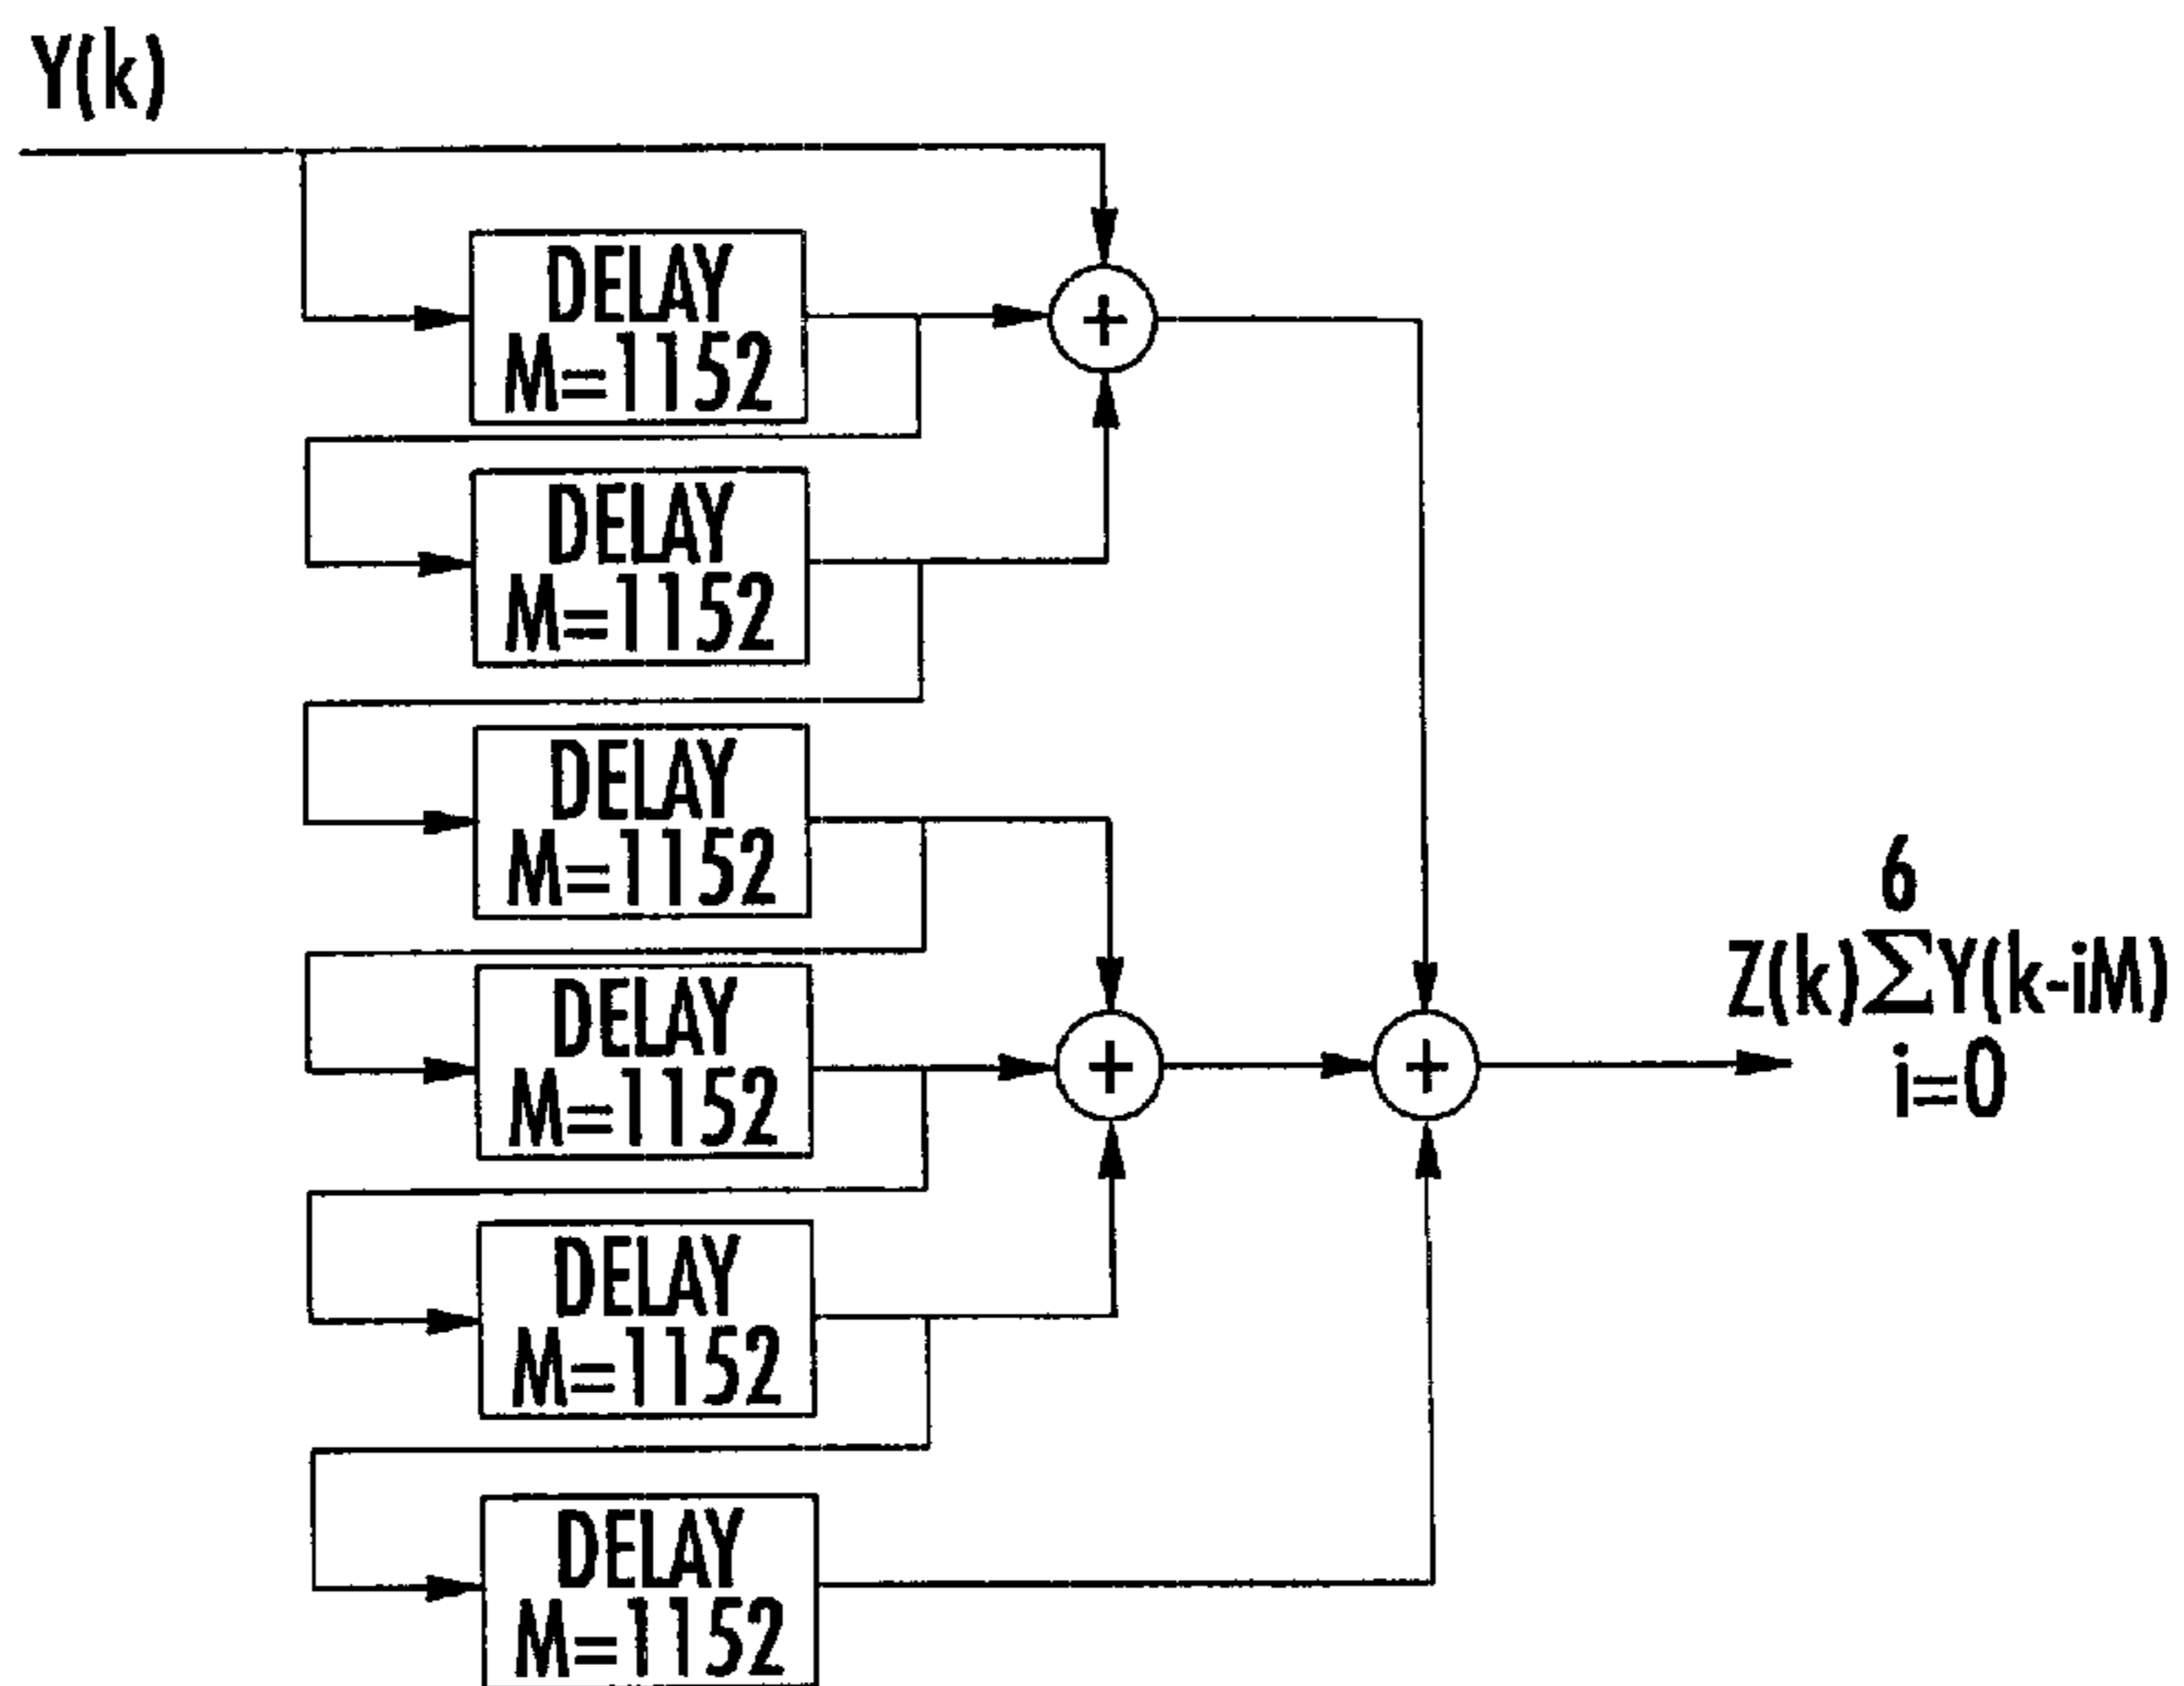 Y(k)
DELAY
M=1152
DELAY
M=1152
DELAY
M=1152
DELAY
M=1152
DELAY
M=1152
DELAY
M=1152
+
+
+
6
Z(k)ΣY(k-iM)
i=0